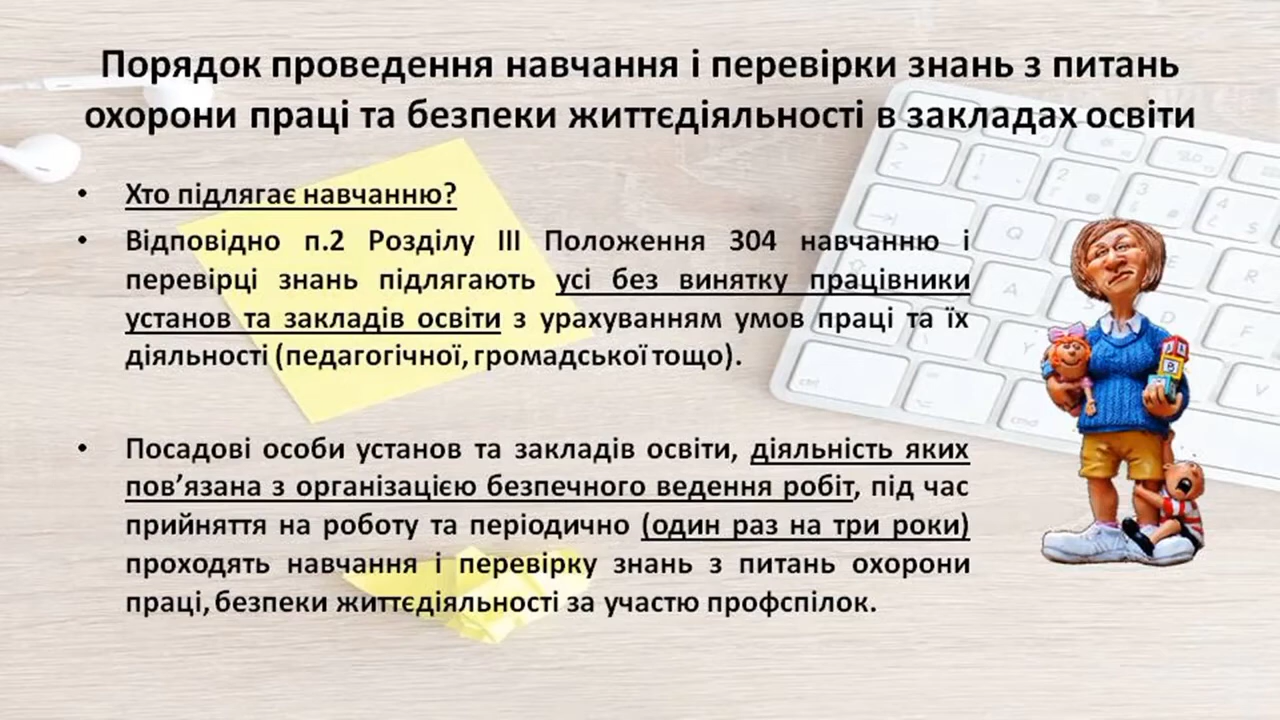 Порядок проведення навчання і перевірки знань з питань
охорони праці та безпеки життєдіяльності в закладах освіти
• Хто підлягає навчанню?
• Відповідно п.2 Розділу III Положення 304 навчанню і
перевірці знань підлягають усі без винятку працівники
установ та закладів освіти з урахуванням умов праці та їх
діяльності (педагогічної, громадської тощо).
• Посадові особи установ та закладів освіти, діяльність яких
пов’язана з організацією безпечного ведення робіт, під час
прийняття на роботу та періодично (один раз на три роки)
проходять навчання і перевірку знань з питань охорони
праці, безпеки життєдіяльності за участю профспілок.